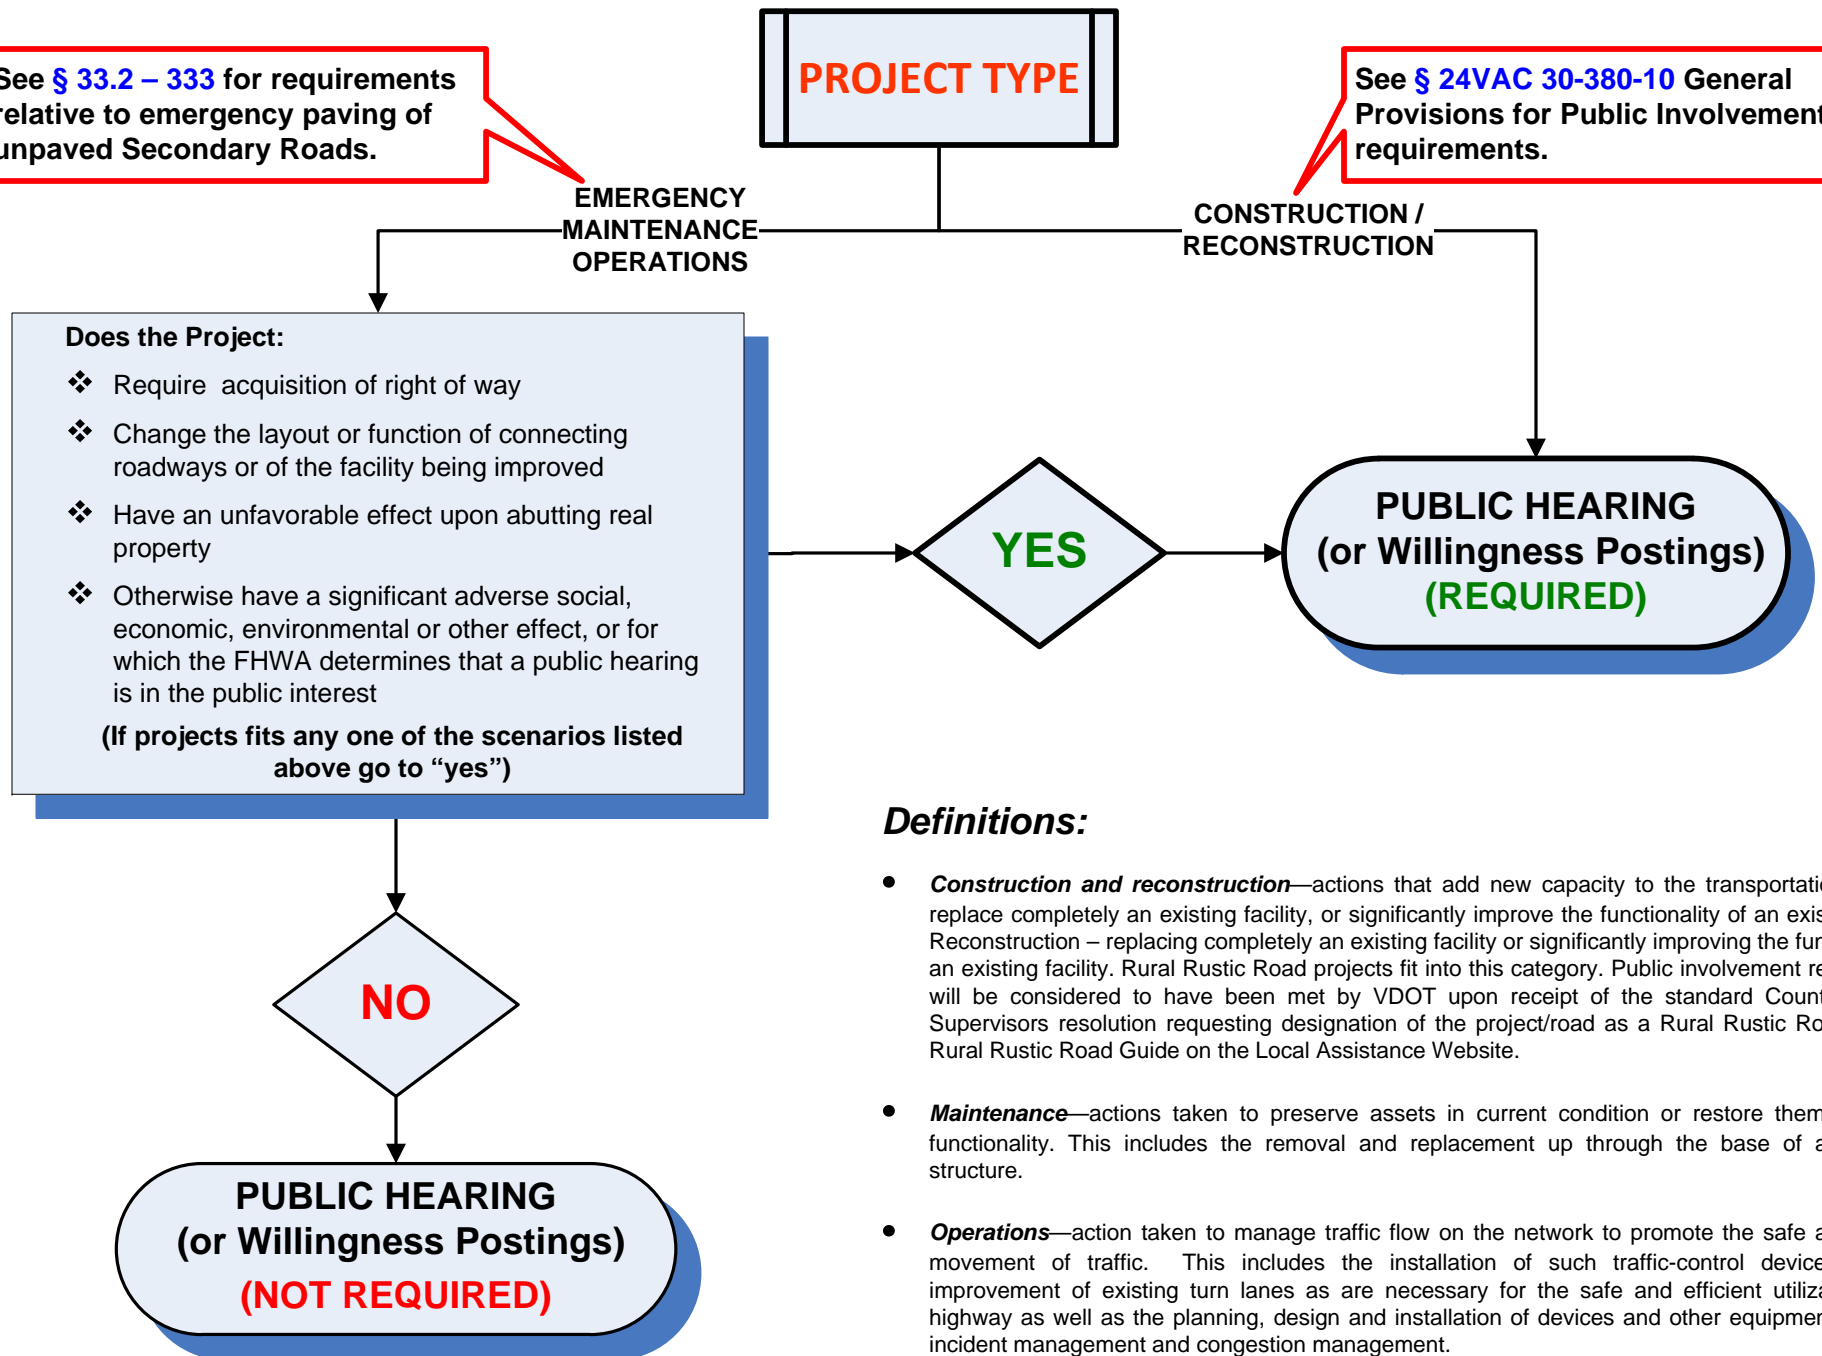 PROJECT TYPE
See § 33.2 – 333 for requirements
relative to emergency paving of
unpaved Secondary Roads.
See § 24VAC 30-380-10 General
Provisions for Public Involvement
requirements.
EMERGENCY
MAINTENANCE
OPERATIONS
CONSTRUCTION /
RECONSTRUCTION
Does the Project:
❖ Require  acquisition of right of way
❖ Change the layout or function of connecting
roadways or of the facility being improved
❖ Have an unfavorable effect upon abutting real
property
❖ Otherwise have a significant adverse social,
economic, environmental or other effect, or for
which the FHWA determines that a public hearing
is in the public interest
(If projects fits any one of the scenarios listed
above go to “yes”)
YES
PUBLIC HEARING
(or Willingness Postings)
(REQUIRED)
NO
PUBLIC HEARING
(or Willingness Postings)
(NOT REQUIRED)
Definitions:
• Construction and reconstruction—actions that add new capacity to the
replace completely an existing facility, or significantly improve the functionality of an
Reconstruction – replacing completely an existing facility or significantly improving the
an existing facility. Rural Rustic Road projects fit into this category. Public involvement
will be considered to have been met by VDOT upon receipt of the standard
Supervisors resolution requesting designation of the project/road as a Rural Rustic
Rural Rustic Road Guide on the Local Assistance Website.
• Maintenance—actions taken to preserve assets in current condition or restore them
functionality. This includes the removal and replacement up through the base of
structure.
• Operations—action taken to manage traffic flow on the network to promote the safe
movement of traffic. This includes the installation of such traffic-control
improvement of existing turn lanes as are necessary for the safe and efficient
highway as well as the planning, design and installation of devices and other
incident management and congestion management.